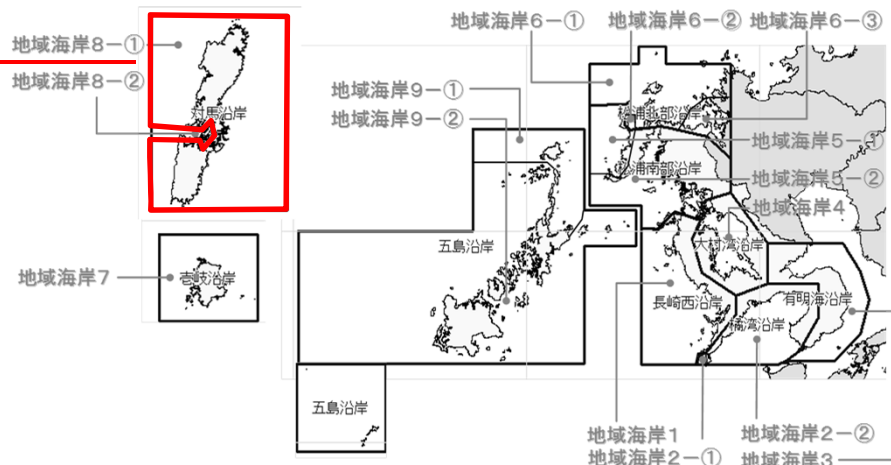 地域海岸6－①
地域海岸6－②
地域海岸6－③
地域海岸8－①
地域海岸8－②
対馬沿岸
地域海岸9－①
地域海岸9－②
松浦北部沿岸
地域海岸5－①
松浦南部沿岸
地域海岸5－②
地域海岸4
大村湾沿岸
五島沿岸
地域海岸7
壱岐沿岸
長崎西沿岸
有明海沿岸
橘湾沿岸
五島沿岸
地域海岸1
地域海岸2－①
地域海岸2－②
地域海岸3